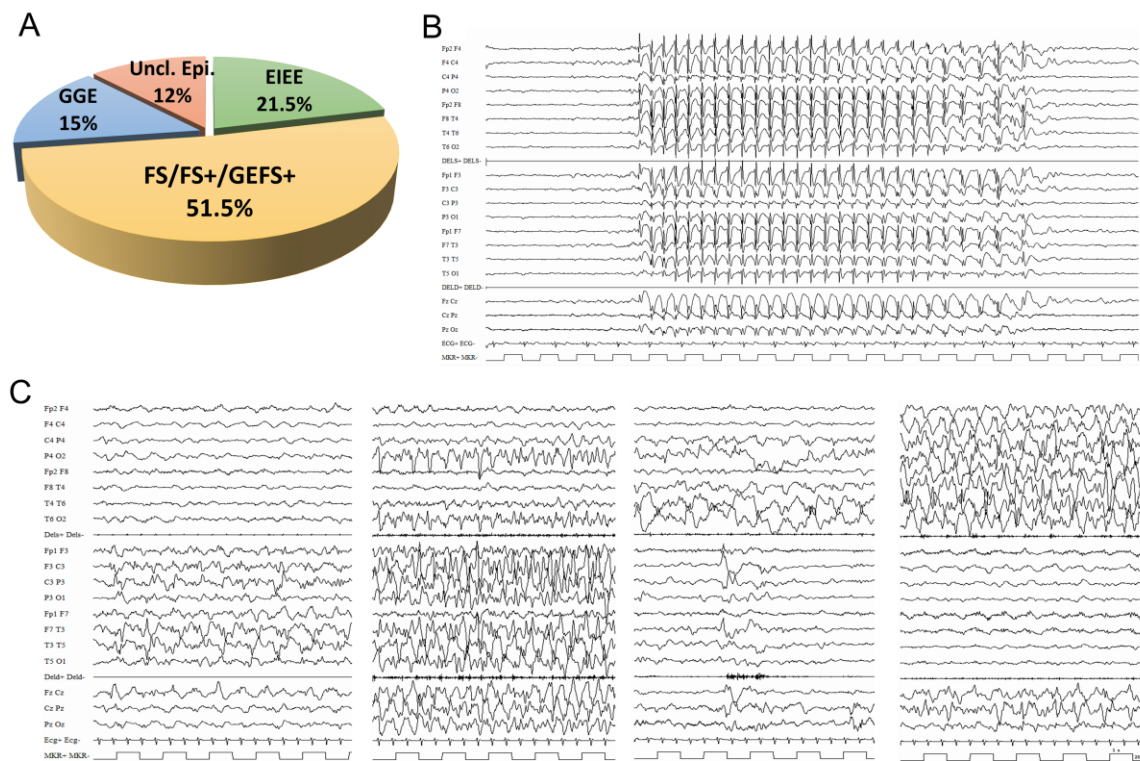 A
Uncl. Epi.
12%
EIEE
21.5%
GGE
15%
FS/FS+/GEFS+
51.5%
B
Fp2 F4
F4 C4
C4 P4
P4 O2
Fp2 F8
F8 T4
T4 T6
T6 O2
DELS+ DELS-
Fp1 F3
F3 C3
C3 P3
P3 O1
Fp1 F7
F7 T3
T3 T5
T5 O1
DELD+ DELD-
Fz Cz
Cz Pz
Pz Oz
ECG+ ECG-
MKR+ MKR-
C
Fp2 F4
F4 C4
C4 P4
P4 O2
Fp2 F8
F8 T4
T4 T6
T6 O2
Dels+ Dels-
Fp1 F3
F3 C3
C3 P3
P3 O1
Fp1 F7
F7 T3
T3 T5
T5 O1
Deld+ Deld-
Fz Cz
Cz Pz
Pz Oz
Ecg+ Ecg-
MKR+ MKR-
1 s